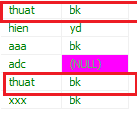 thuat bk
hien yd
aaa bk
adc (NULL)
thuat bk
xxx bk